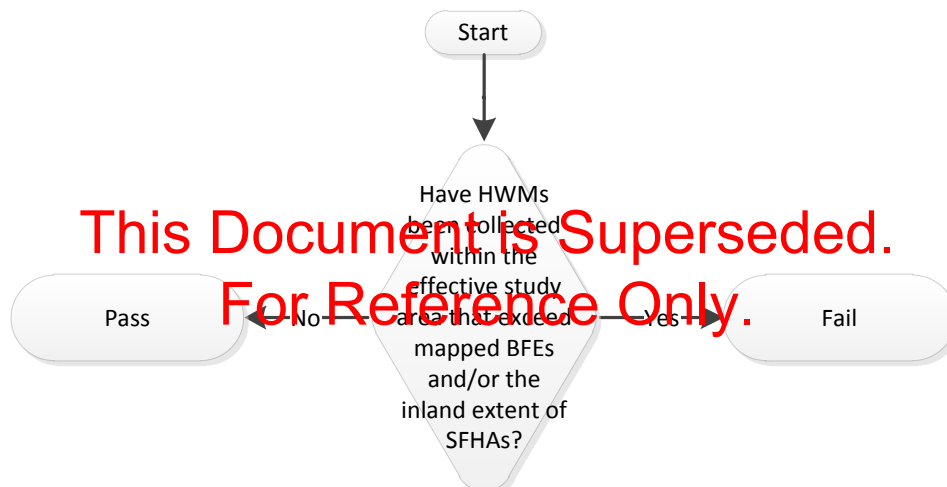 Start
Have HWMs
been collected
within the
effective study
area that exceed
mapped BFEs
and/or the
inland extent of
SFHAs?
This Document is Superseded.
For Reference Only.
Pass
No
Yes
Fail